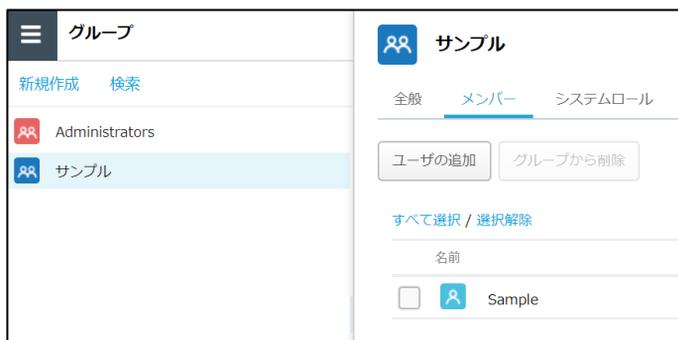 グループ
新規作成 検索
Administrators
サンプル
サンプル
全般 メンバー システムロール
ユーザの追加 グループから削除
すべて選択 / 選択解除
名前
Sample